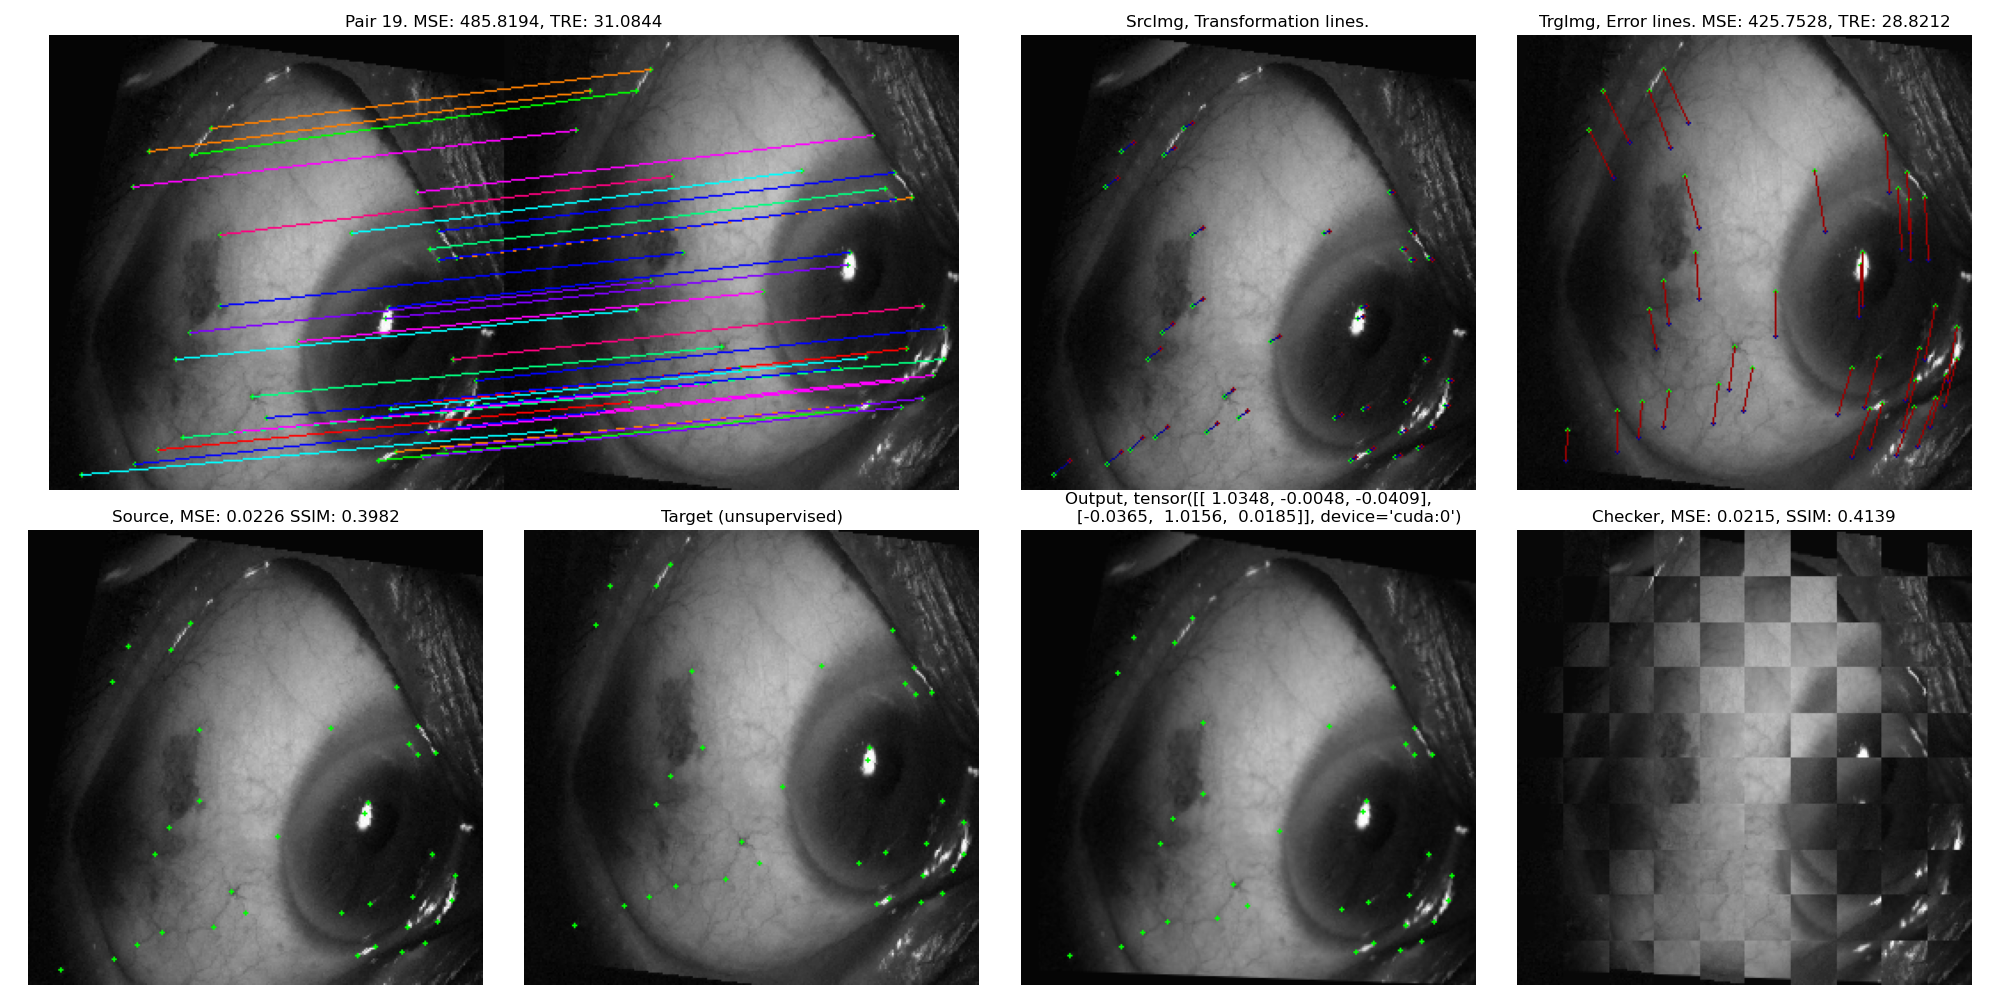 Pair 19. MSE: 485.8194, TRE: 31.0844
SrcImg, Transformation lines.
TrgImg, Error lines. MSE: 425.7528, TRE: 28.8212
Source, MSE: 0.0226 SSIM: 0.3982
Target (unsupervised)
Output, tensor([[ 1.0348, -0.0048, -0.0409],
[-0.0365, 1.0156, 0.0185]], device='cuda:0')
Checker, MSE: 0.0215, SSIM: 0.4139